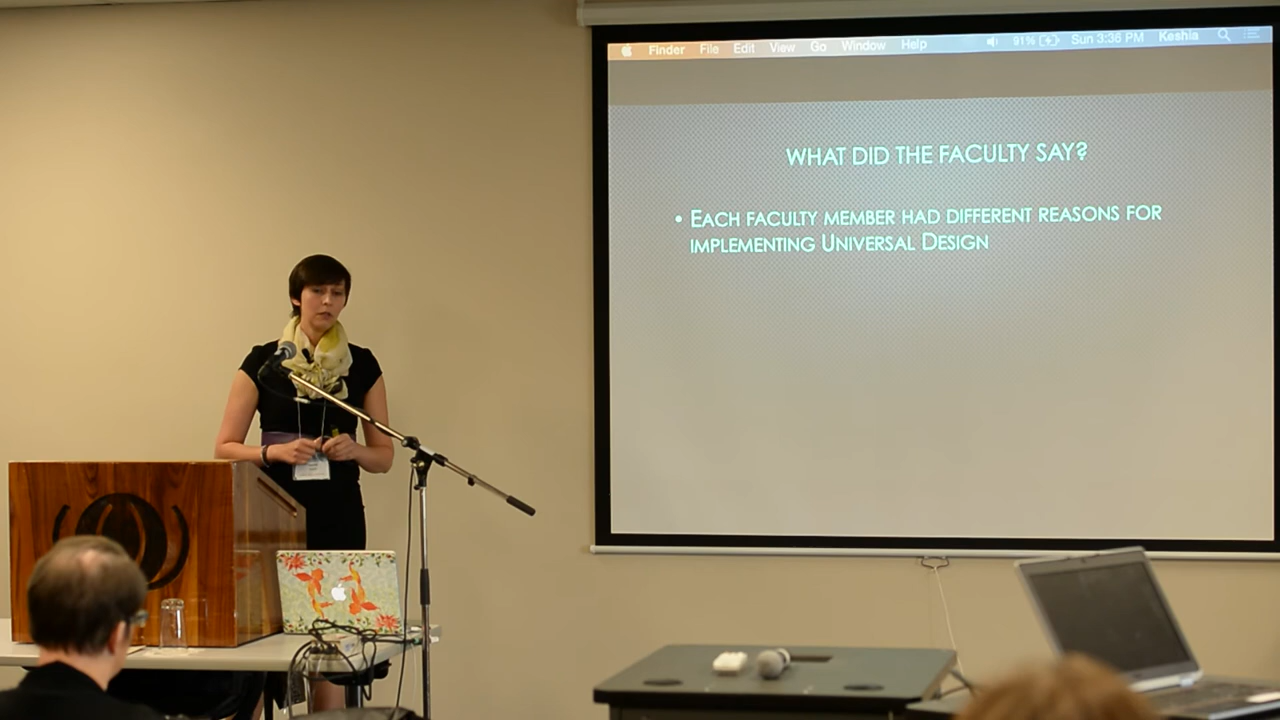 Finder File Edit View Go Window Help 91% Sun 3:36 PM Keshia
WHAT DID THE FACULTY SAY?
• EACH FACULTY MEMBER HAD DIFFERENT REASONS FOR
IMPLEMENTING UNIVERSAL DESIGN